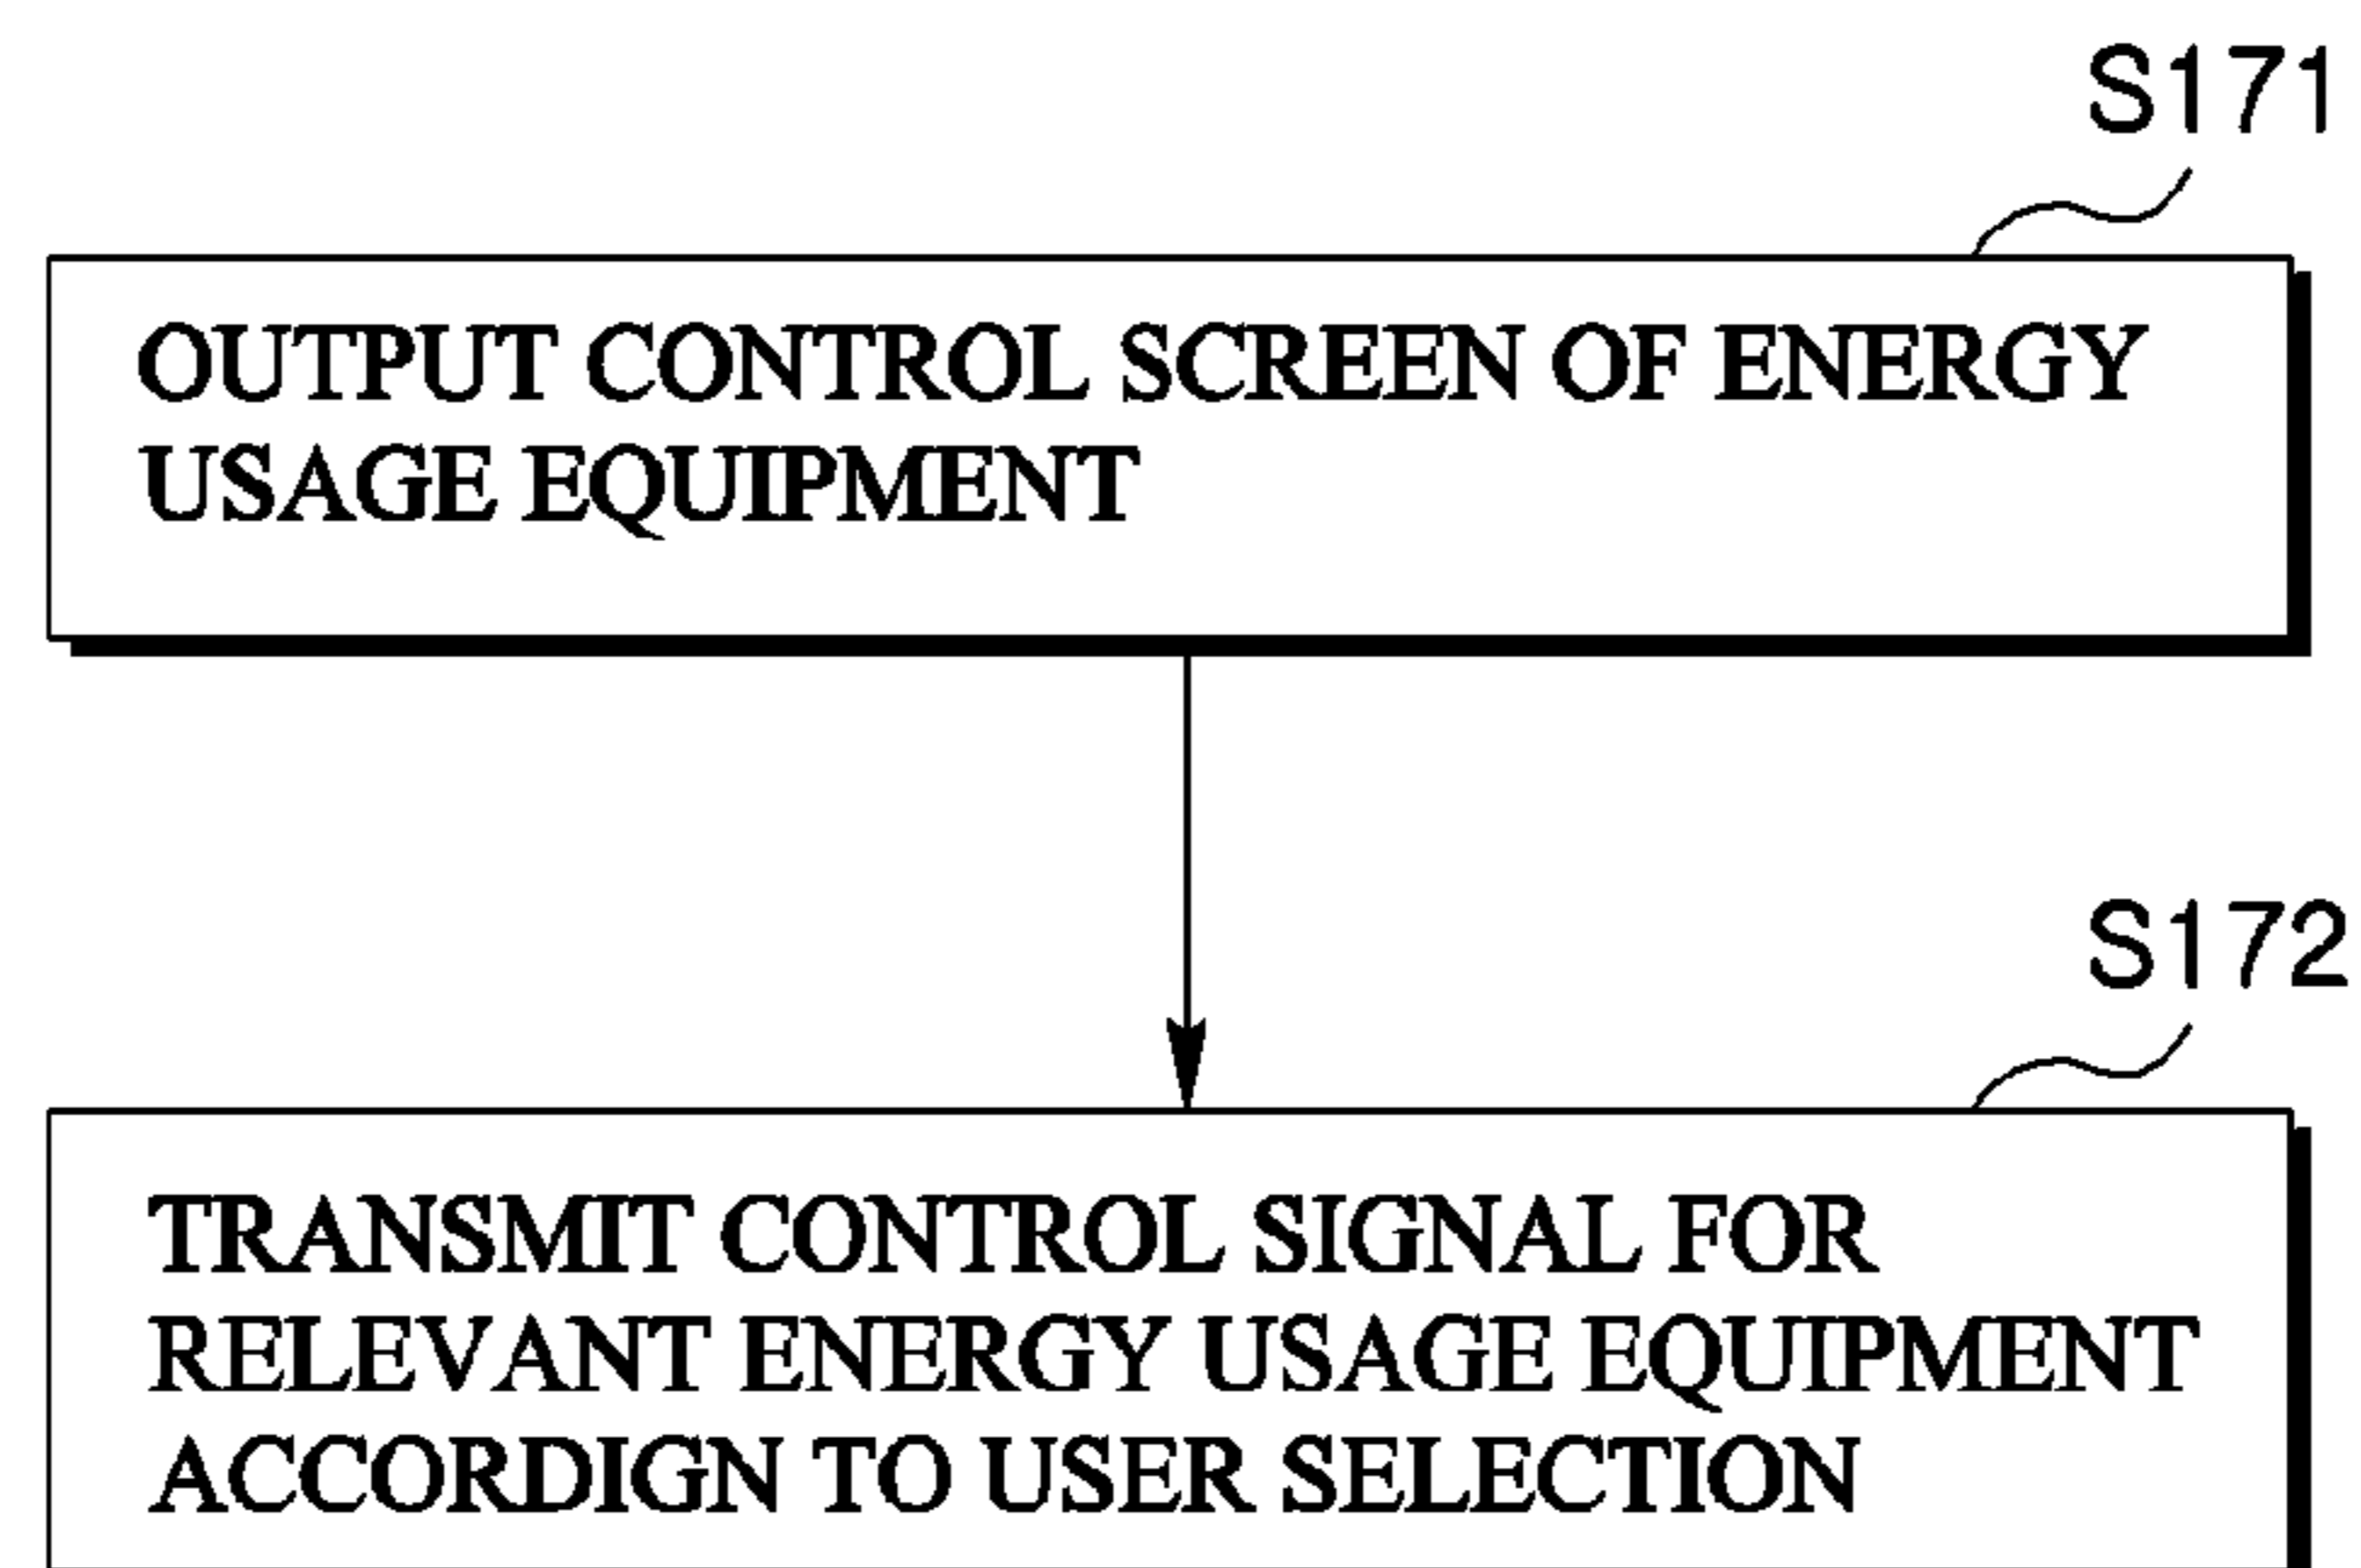 S171
OUTPUT CONTROL SCREEN OF ENERGY
USAGE EQUIPMENT
S172
TRANSMIT CONTROL SIGNAL FOR
RELEVANT ENERGY USAGE EQUIPMENT
ACCORDIGN TO USER SELECTION